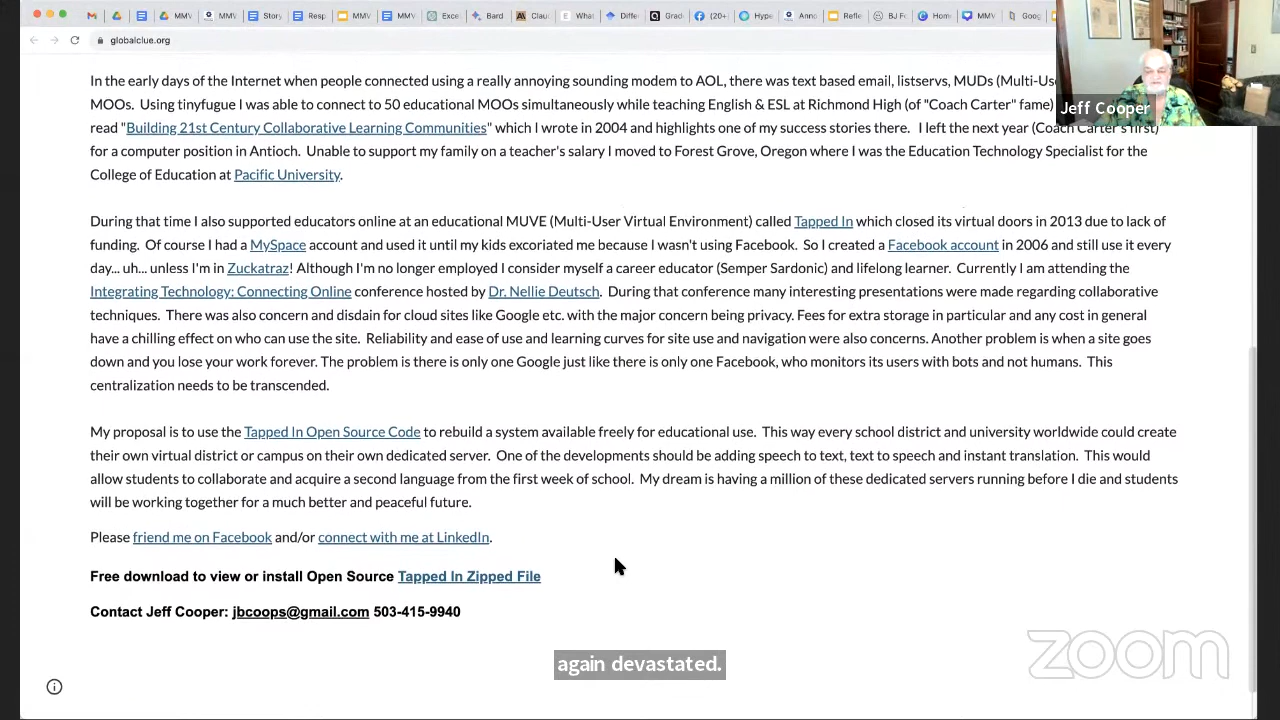 MMV
MMV
Story
Resp
MMV
MMV
Exce
Bard
Clau
Wha
Diffe
Grad
(20+
Hype
Anno
Refle
BJ Fo
Home
MMV
Goog
globalclue.org
In the early days of the Internet when people connected using a really annoying sounding modem to AOL, there was text based email, listservs, MUDs (Multi-Use
MOOs. Using tinyfugue I was able to connect to 50 educational MOOs simultaneously while teaching English & ESL at Richmond High (of "Coach Carter" fame)
read "Building 21st Century Collaborative Learning Communities" which I wrote in 2004 and highlights one of my success stories there. I left the next year (Coach Carter's first)
for a computer position in Antioch. Unable to support my family on a teacher's salary I moved to Forest Grove, Oregon where I was the Education Technology Specialist for the
College of Education at Pacific University.
During that time I also supported educators online at an educational MUVE (Multi-User Virtual Environment) called Tapped In which closed its virtual doors in 2013 due to lack of
funding. Of course I had a MySpace account and used it until my kids excoriated me because I wasn't using Facebook. So I created a Facebook account in 2006 and still use it every
day... uh... unless I'm in Zuckatraz! Although I'm no longer employed I consider myself a career educator (Semper Sardonic) and lifelong learner. Currently I am attending the
Integrating Technology: Connecting Online conference hosted by Dr. Nellie Deutsch. During that conference many interesting presentations were made regarding collaborative
techniques. There was also concern and disdain for cloud sites like Google etc. with the major concern being privacy. Fees for extra storage in particular and any cost in general
have a chilling effect on who can use the site. Reliability and ease of use and learning curves for site use and navigation were also concerns. Another problem is when a site goes
down and you lose your work forever. The problem is there is only one Google just like there is only one Facebook, who monitors its users with bots and not humans. This
centralization needs to be transcended.
My proposal is to use the Tapped In Open Source Code to rebuild a system available freely for educational use. This way every school district and university worldwide could create
their own virtual district or campus on their own dedicated server. One of the developments should be adding speech to text, text to speech and instant translation. This would
allow students to collaborate and acquire a second language from the first week of school. My dream is having a million of these dedicated servers running before I die and students
will be working together for a much better and peaceful future.
Please friend me on Facebook and/or connect with me at LinkedIn.
Free download to view or install Open Source Tapped In Zipped File
Contact Jeff Cooper: jbcoops@gmail.com 503-415-9940
Jeff Cooper
again devastated.
zoom